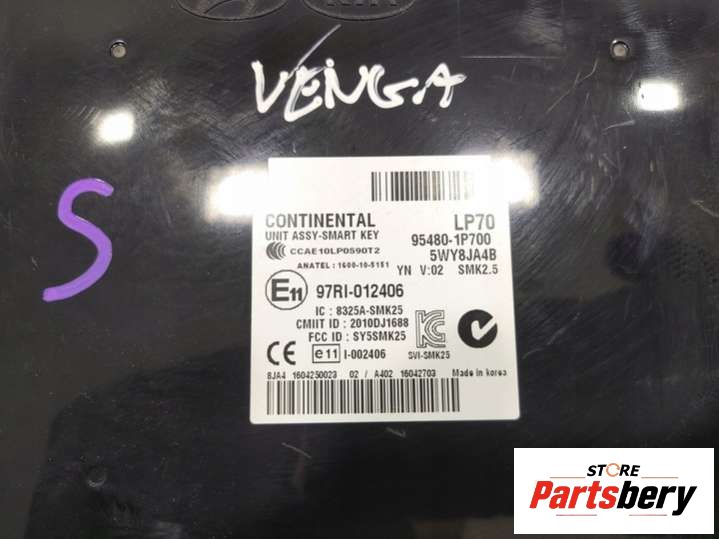 VENGA
S
CONTINENTAL LP70
UNIT ASSY-SMART KEY 95480-1P700
CCAE10LP0590T2 5WY8JA4B
ANATEL : 1600-10-5151 YN V:02 SMK2.5
E11 97RI-012406
IC : 8325A-SMK25
CMIIT ID : 2010DJ1688
FCC ID : SY5SMK25
CE e11 I-002406 SVI-SMK25
8JA4 1604250023 02 / A402 16042703 Made in korea
STORE
Partsbery